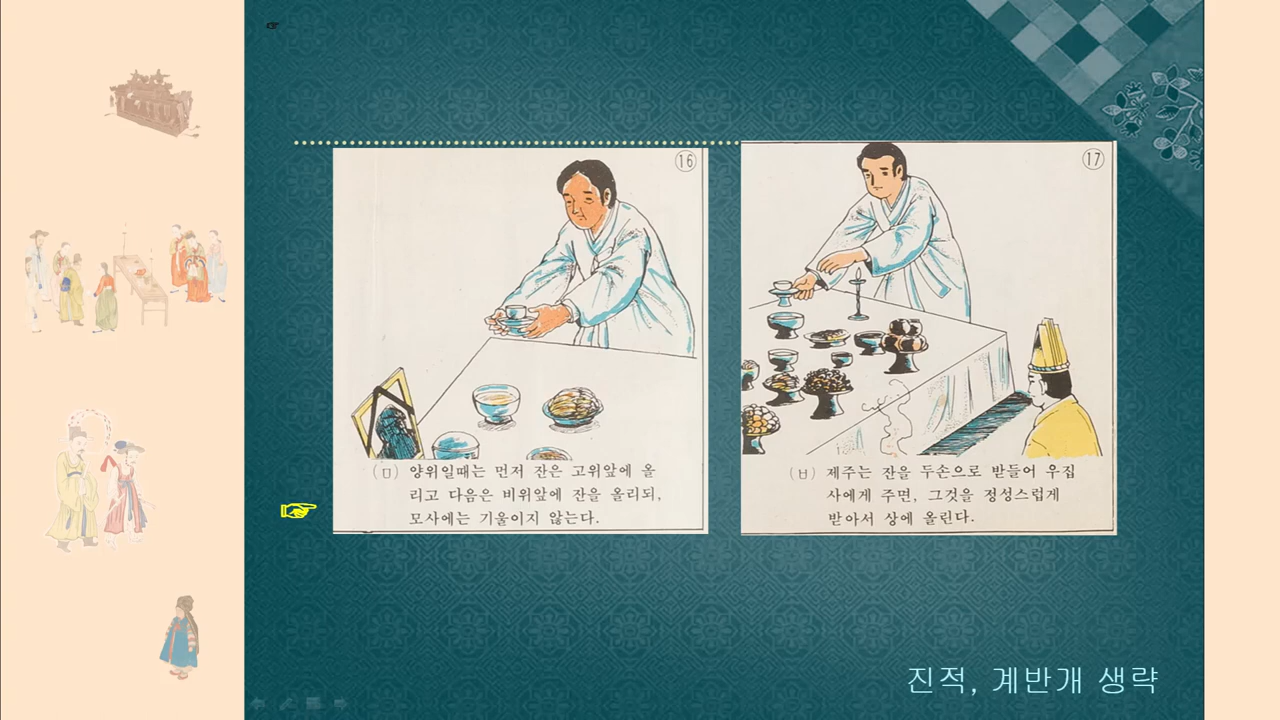 ⑯
(ㅁ) 양위일때는 먼저 잔은 고위앞에 올
리고 다음은 비위앞에 잔을 올리되,
모사에는 기울이지 않는다.
⑰
(ㅂ) 제주는 잔을 두손으로 받들어 우집
사에게 주면, 그것을 정성스럽게
받아서 상에 올린다.
진적, 계반개 생략